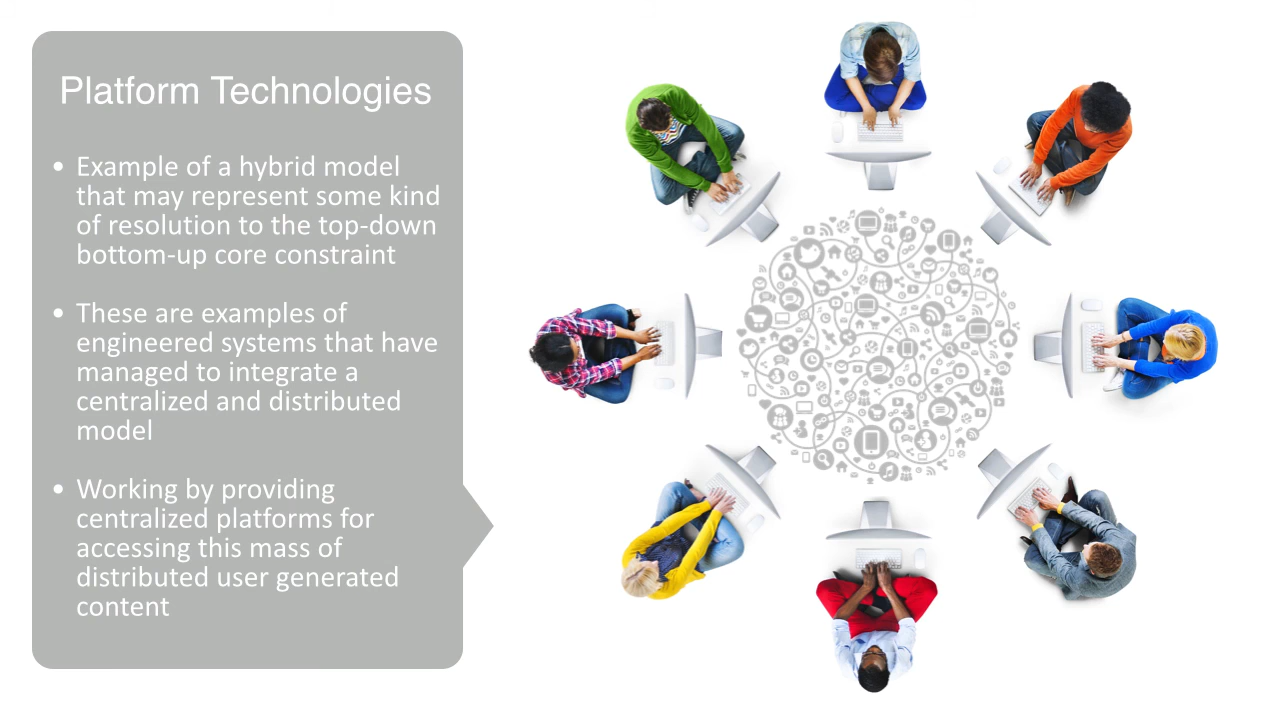 Platform Technologies
• Example of a hybrid model
that may represent some kind
of resolution to the top-down
bottom-up core constraint
• These are examples of
engineered systems that have
managed to integrate a
centralized and distributed
model
• Working by providing
centralized platforms for
accessing this mass of
distributed user generated
content